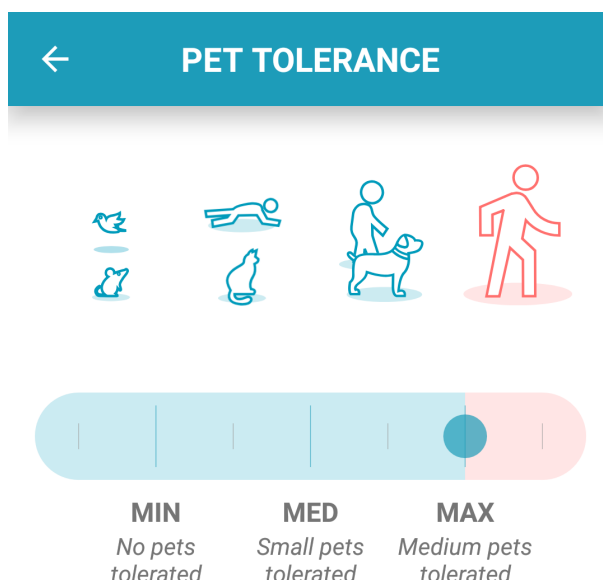 PET TOLERANCE
MIN MED MAX
No pets Small pets Medium pets
tolerated tolerated tolerated